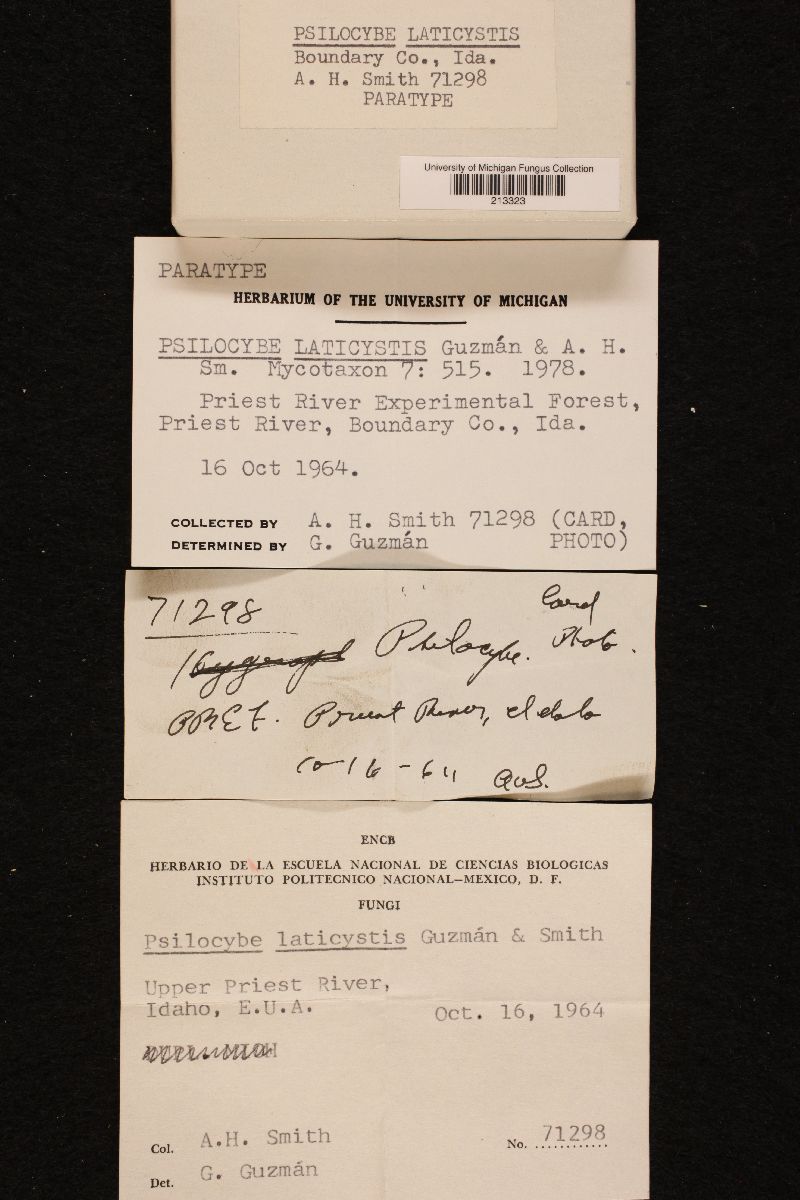 PSILOCYBE LATICYSTIS
Boundary Co., Ida.
A. H. Smith 71298
PARATYPE
University of Michigan Fungus Collection
213323
PARATYPE
HERBARIUM OF THE UNIVERSITY OF MICHIGAN
PSILOCYBE LATICYSTIS Guzmán & A. H.
Sm. Mycotaxon 7: 515. 1978.
Priest River Experimental Forest,
Priest River, Boundary Co., Ida.
16 Oct 1964.
COLLECTED BY A. H. Smith 71298 (CARD,
DETERMINED BY G. Guzmán PHOTO)
71298 Card
Psilocybe. Photo.
Priest River, Idaho
10-16-64
ENCB
HERBARIO DE LA ESCUELA NACIONAL DE CIENCIAS BIOLOGICAS
INSTITUTO POLITECNICO NACIONAL—MEXICO, D. F.
FUNGI
Psilocybe laticystis Guzmán & Smith
Upper Priest River,
Idaho, E.U.A. Oct. 16, 1964
Col. A.H. Smith No. 71298
Det. G. Guzmán